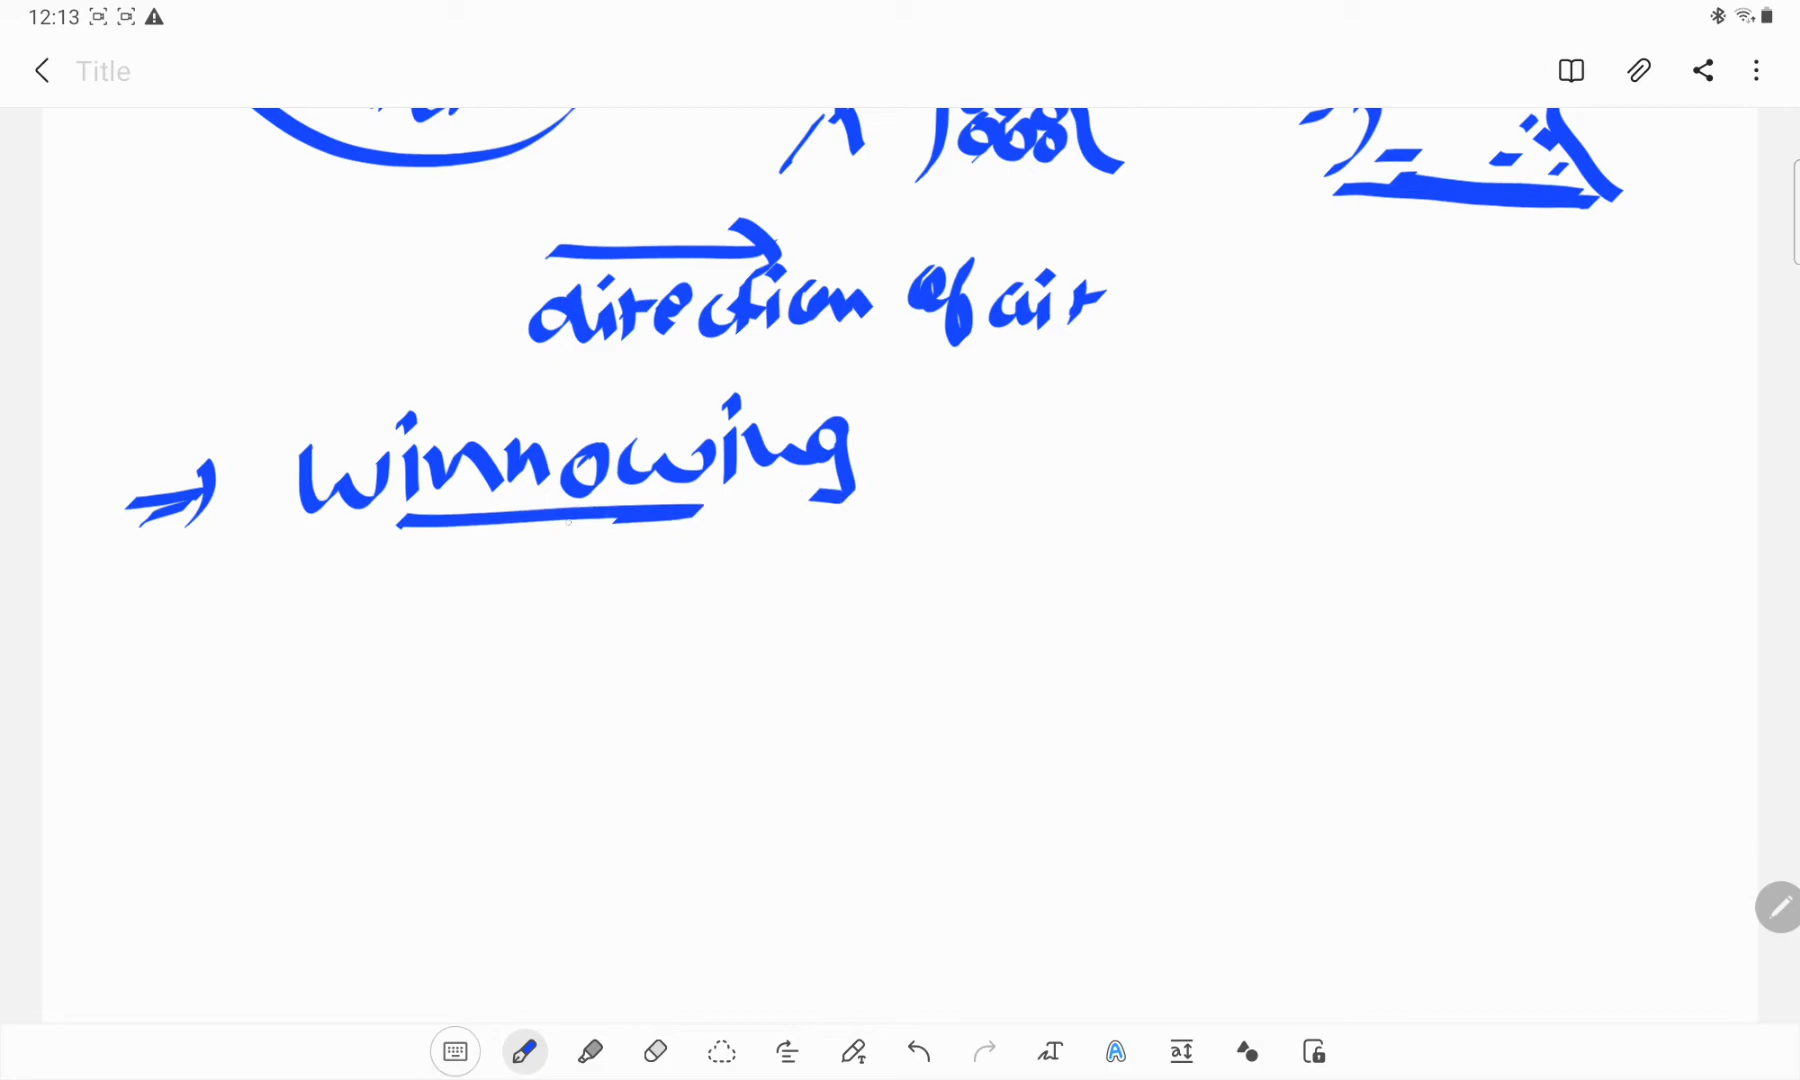 12:13
Title
direction of air
⇒ Winnowing